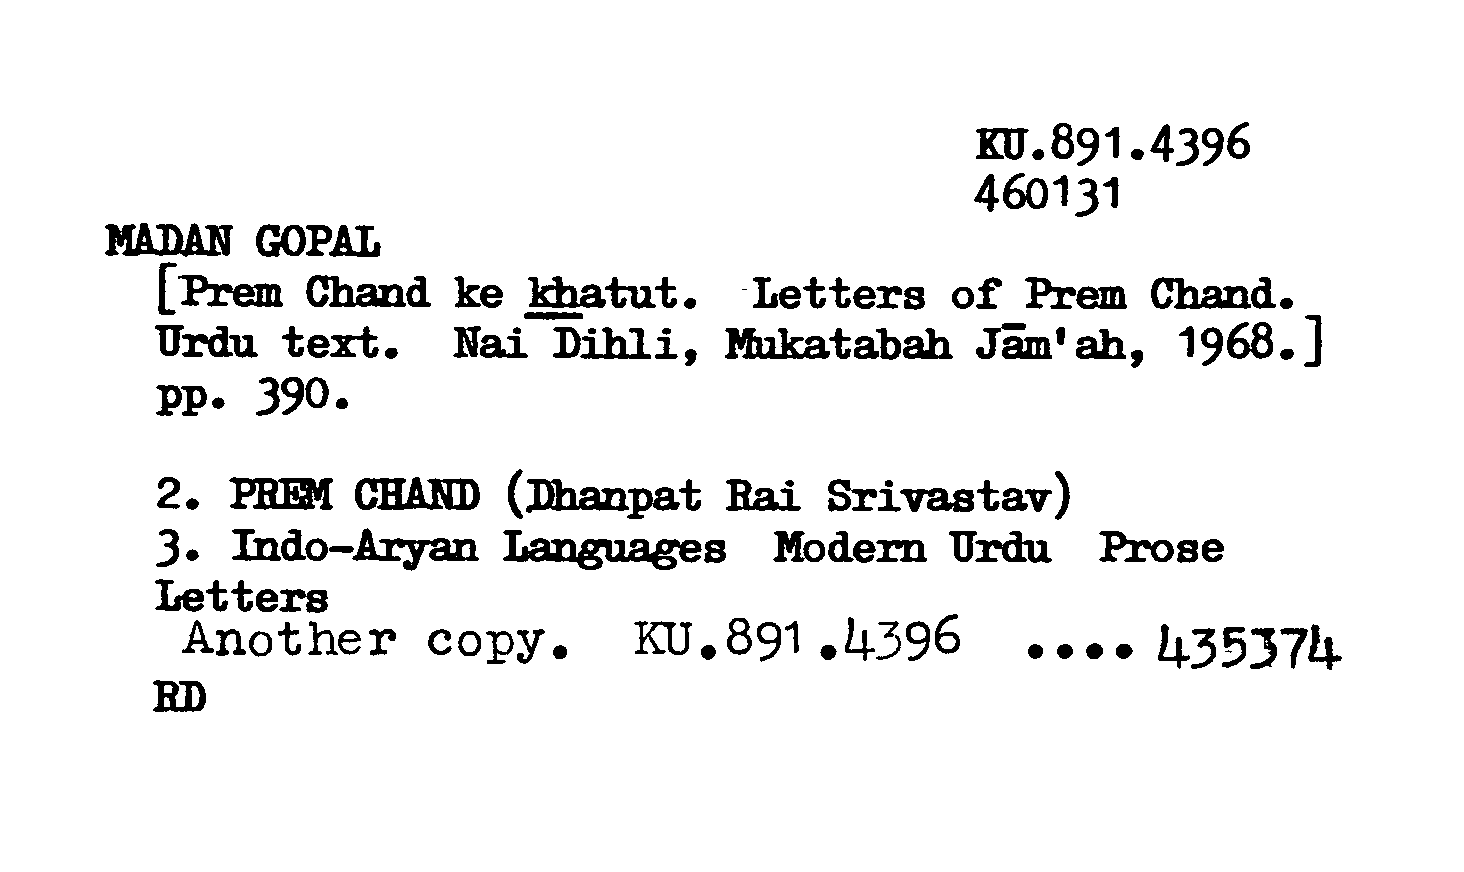 KU.891.4396
460131
MADAN GOPAL
[Prem Chand ke khatut. Letters of Prem Chand.
Urdu text. Nai Dihli, Mukatabah Jām'ah, 1968.]
pp. 390.
2. PREM CHAND (Dhanpat Rai Srivastav)
3. Indo-Aryan Languages Modern Urdu Prose
Letters
Another copy. KU.891.4396 .... 435374
RD